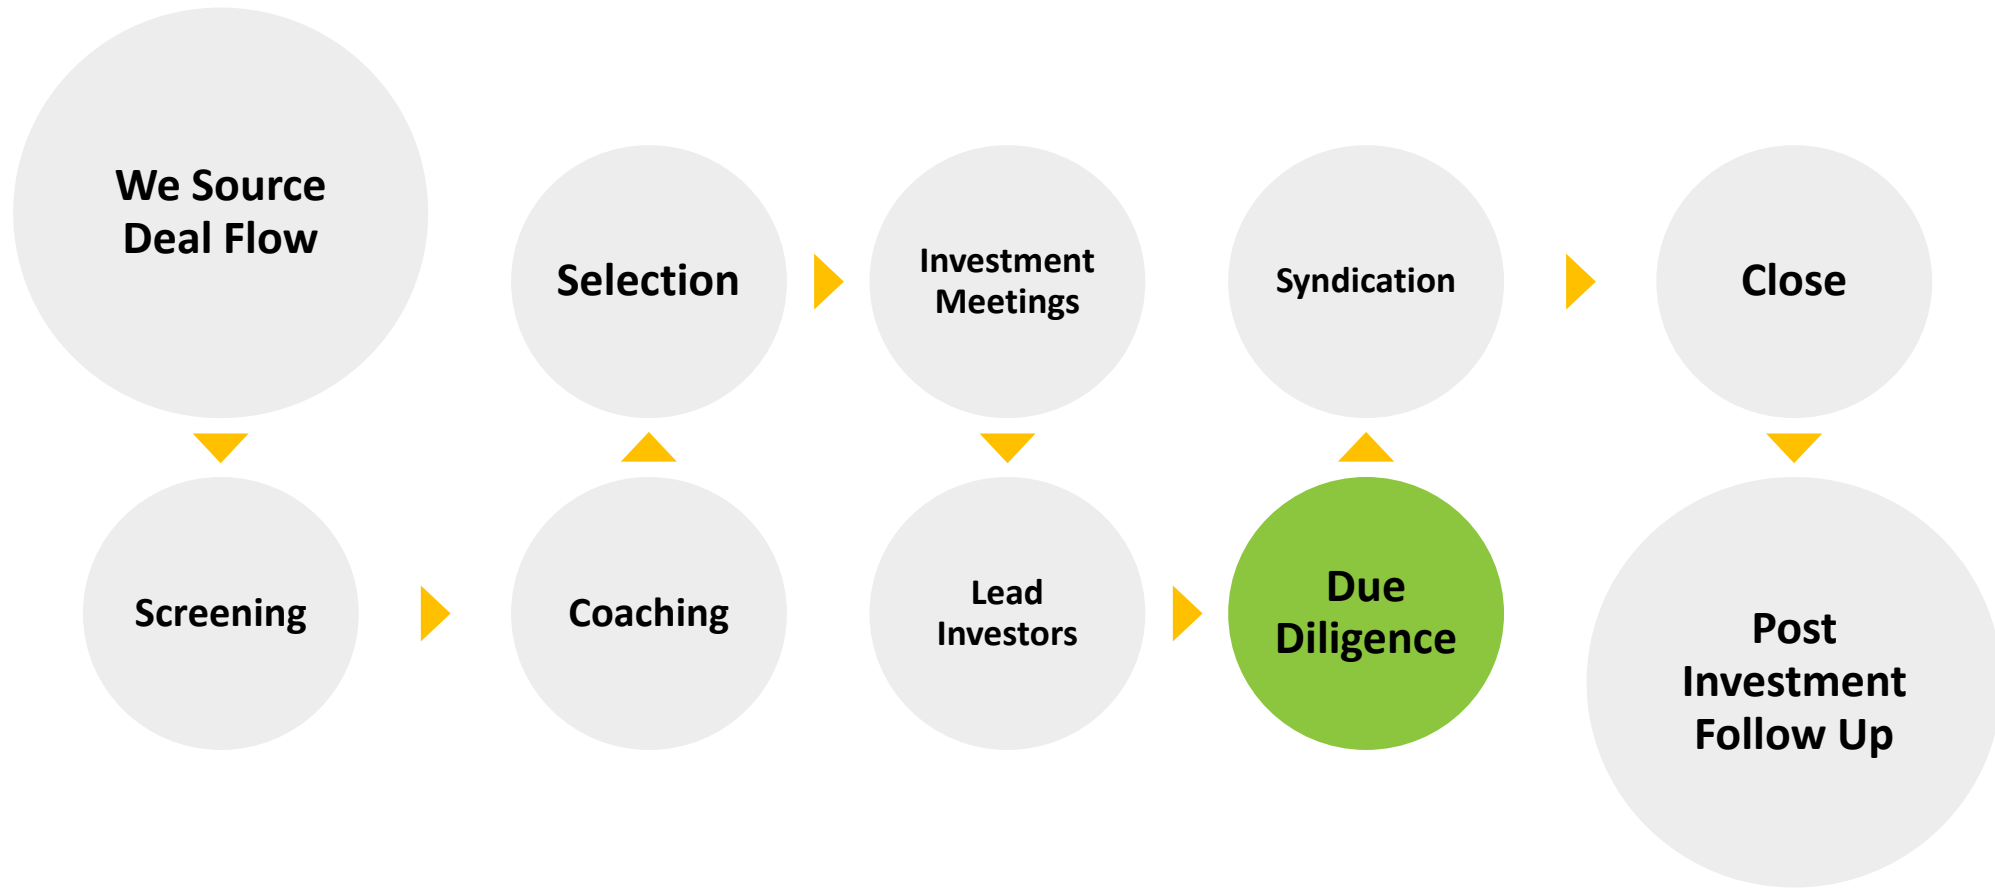 We Source
Deal Flow
Screening
Coaching
Selection
Investment
Meetings
Lead
Investors
Due
Diligence
Syndication
Close
Post
Investment
Follow Up